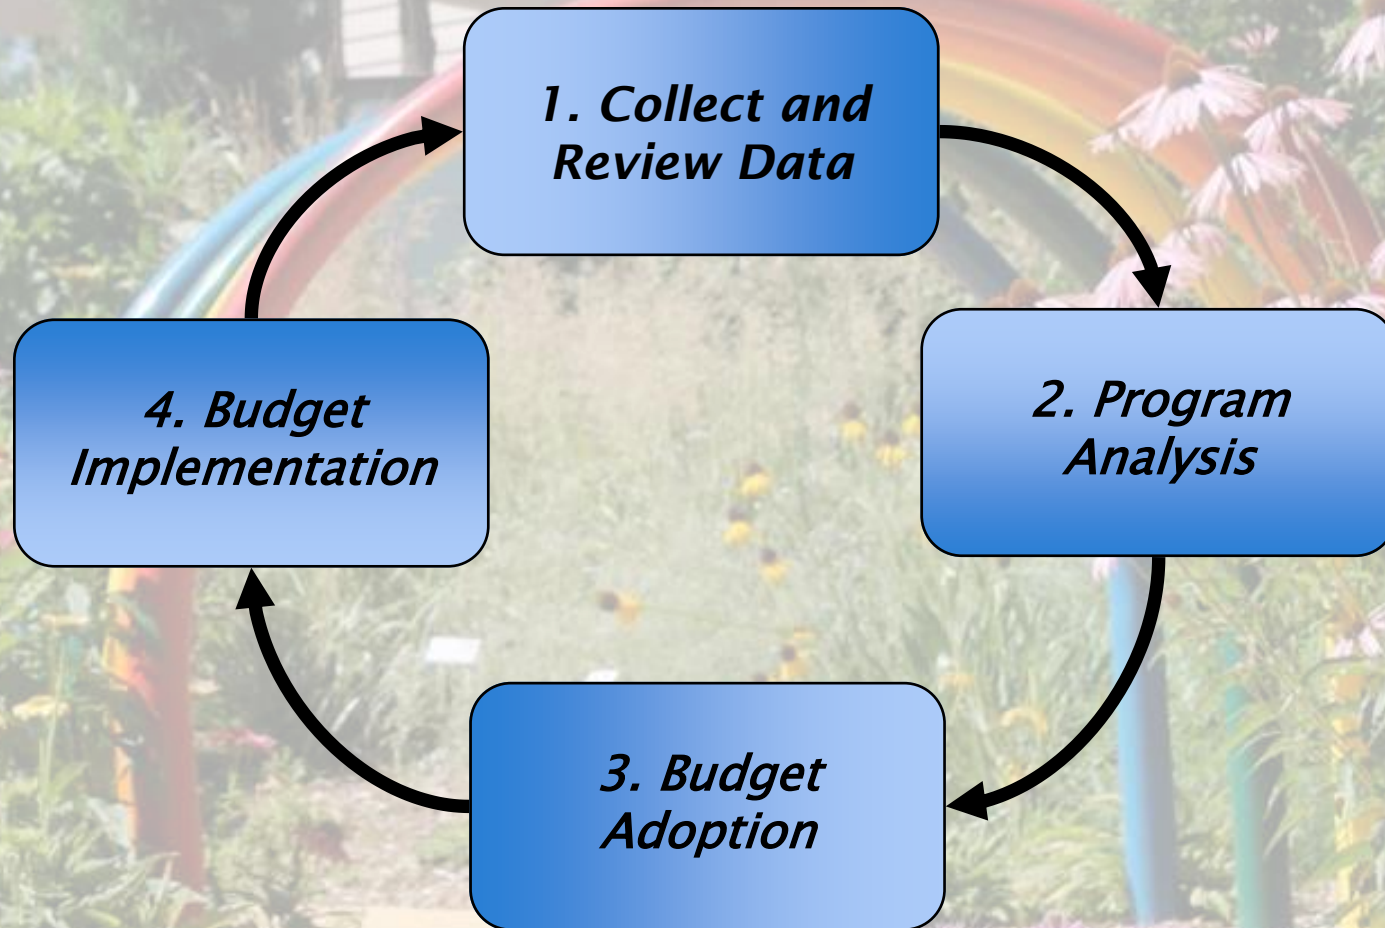 1. Collect and
Review Data
2. Program
Analysis
3. Budget
Adoption
4. Budget
Implementation